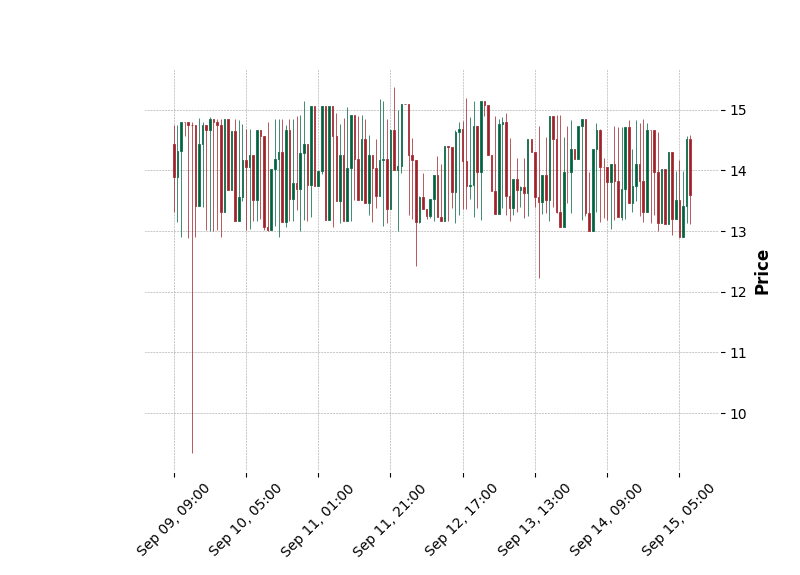 15
14
13
12
11
10
Price
Sep 09, 09:00
Sep 10, 05:00
Sep 11, 01:00
Sep 11, 21:00
Sep 12, 17:00
Sep 13, 13:00
Sep 14, 09:00
Sep 15, 05:00